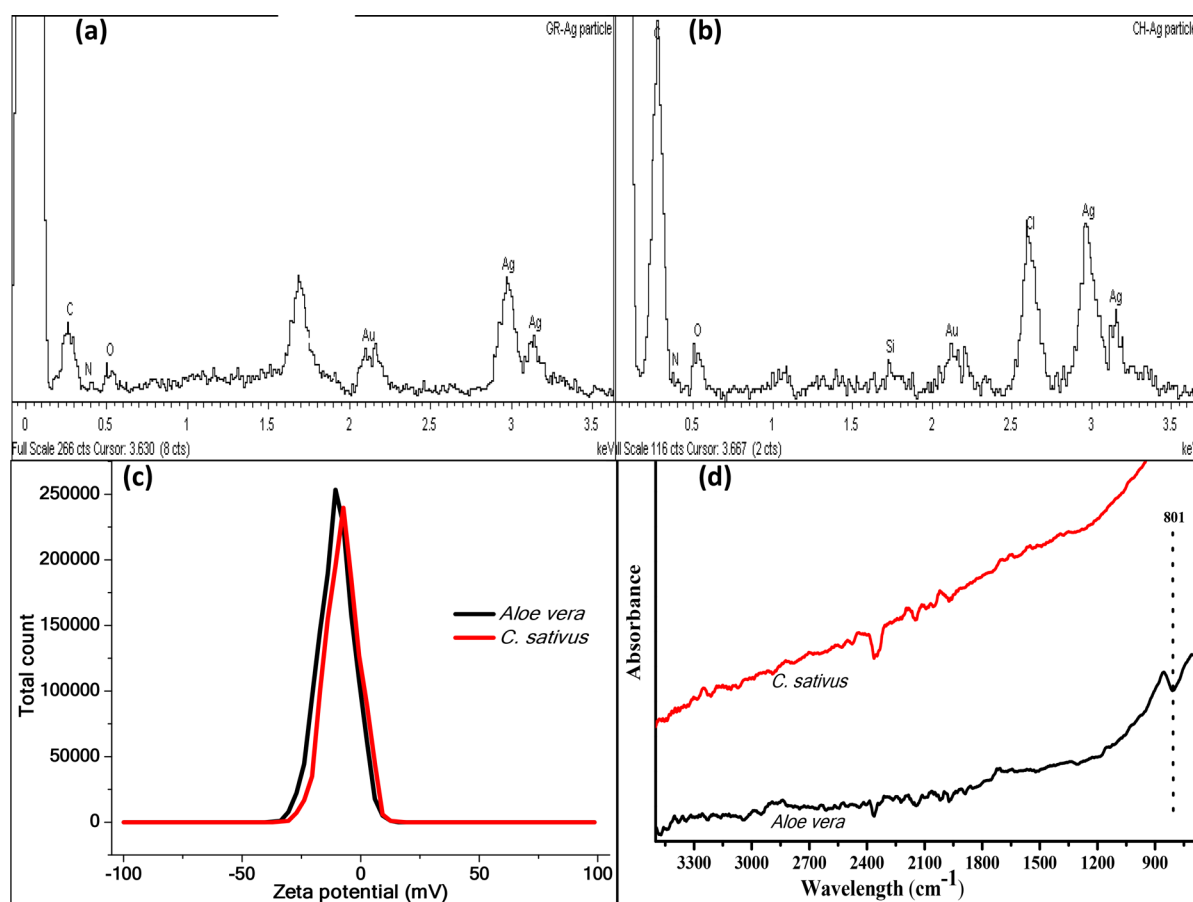 (a)
GR-Ag particle
C
N
O
Au
Ag
Ag
0 0.5 1 1.5 2 2.5 3 3.5
Full Scale 266 cts Cursor: 3.630 (8 cts)
keV
(b)
CH-Ag particle
C
N
O
Si
Au
Cl
Ag
Ag
0.5 1 1.5 2 2.5 3 3.5
ll Scale 116 cts Cursor: 3.667 (2 cts)
ke
(c)
250000
200000
150000
100000
50000
0
Total count
Aloe vera
C. sativus
-100 -50 0 50 100
Zeta potential (mV)
(d)
801
Absorbance
C. sativus
Aloe vera
3300 3000 2700 2400 2100 1800 1500 1200 900
Wavelength (cm⁻¹)